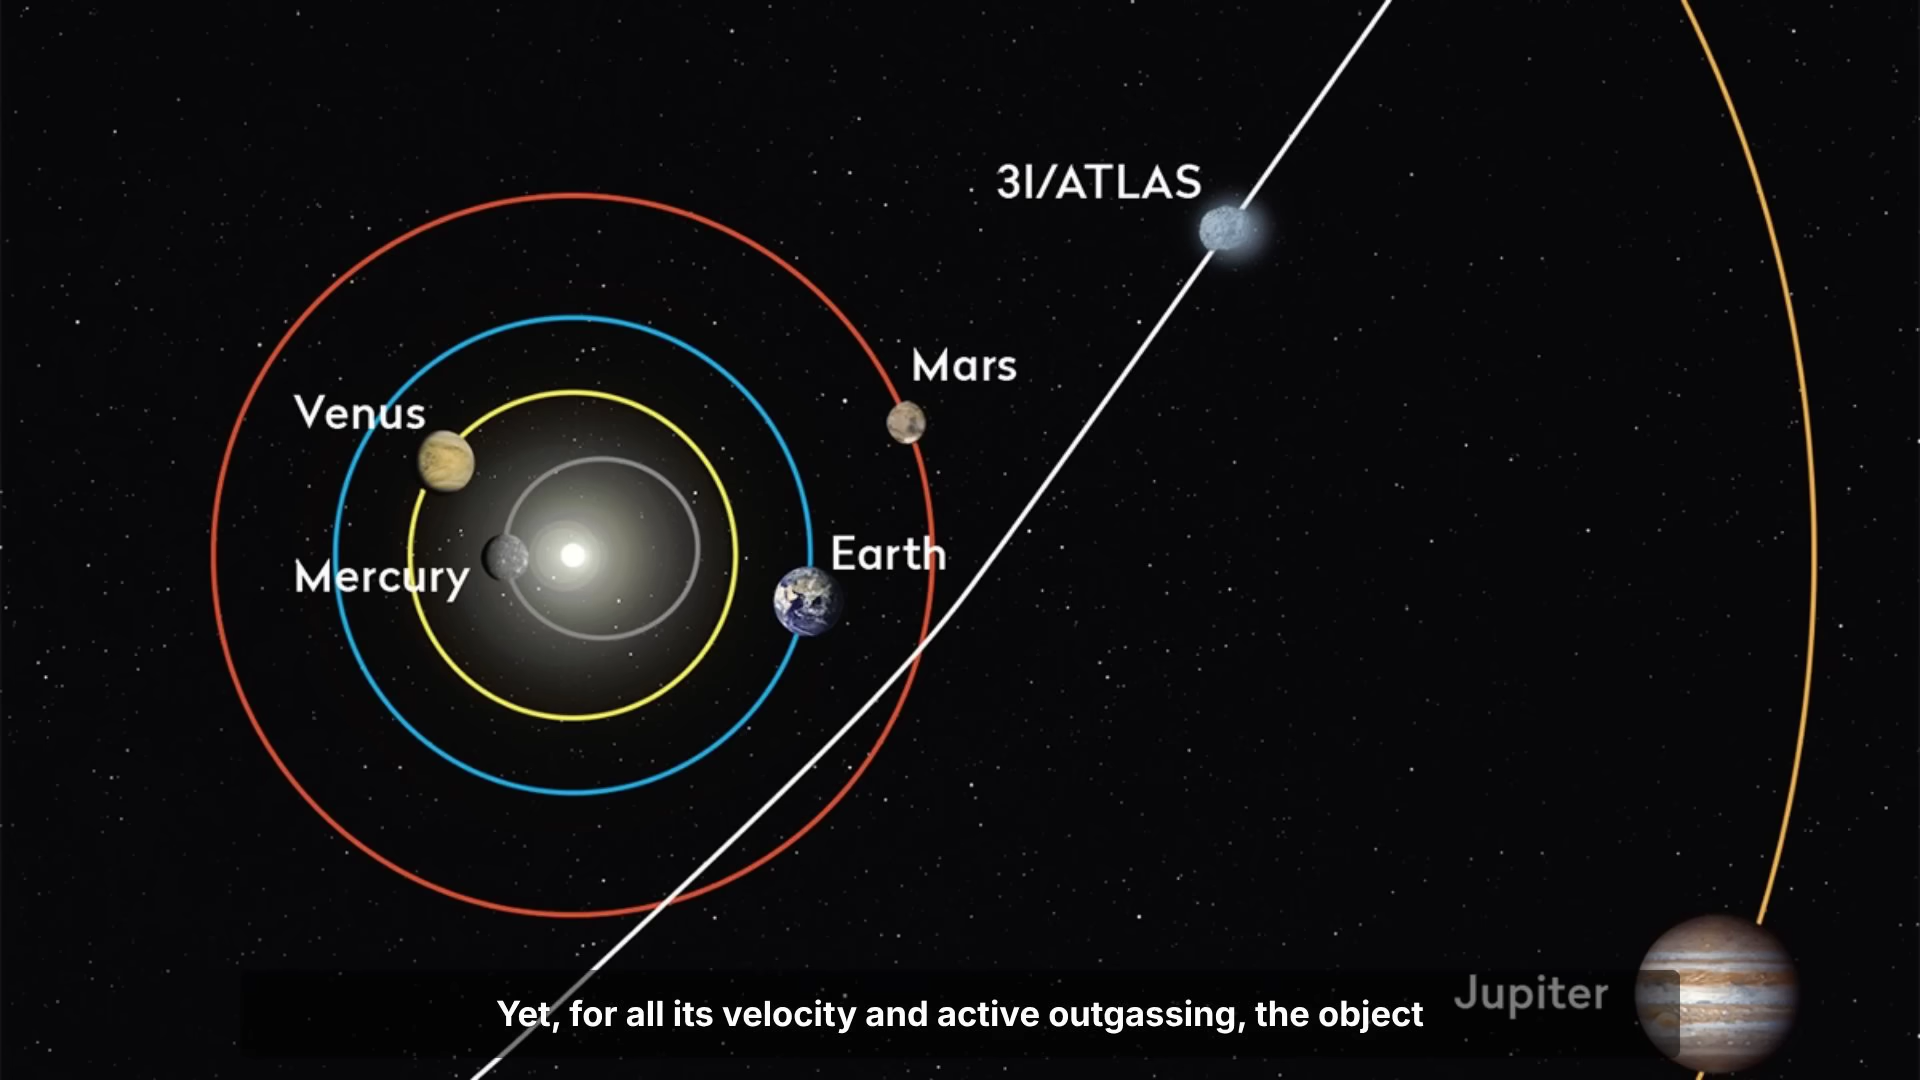 3I/ATLAS
Mars
Venus
Earth
Mercury
Jupiter
Yet, for all its velocity and active outgassing, the object